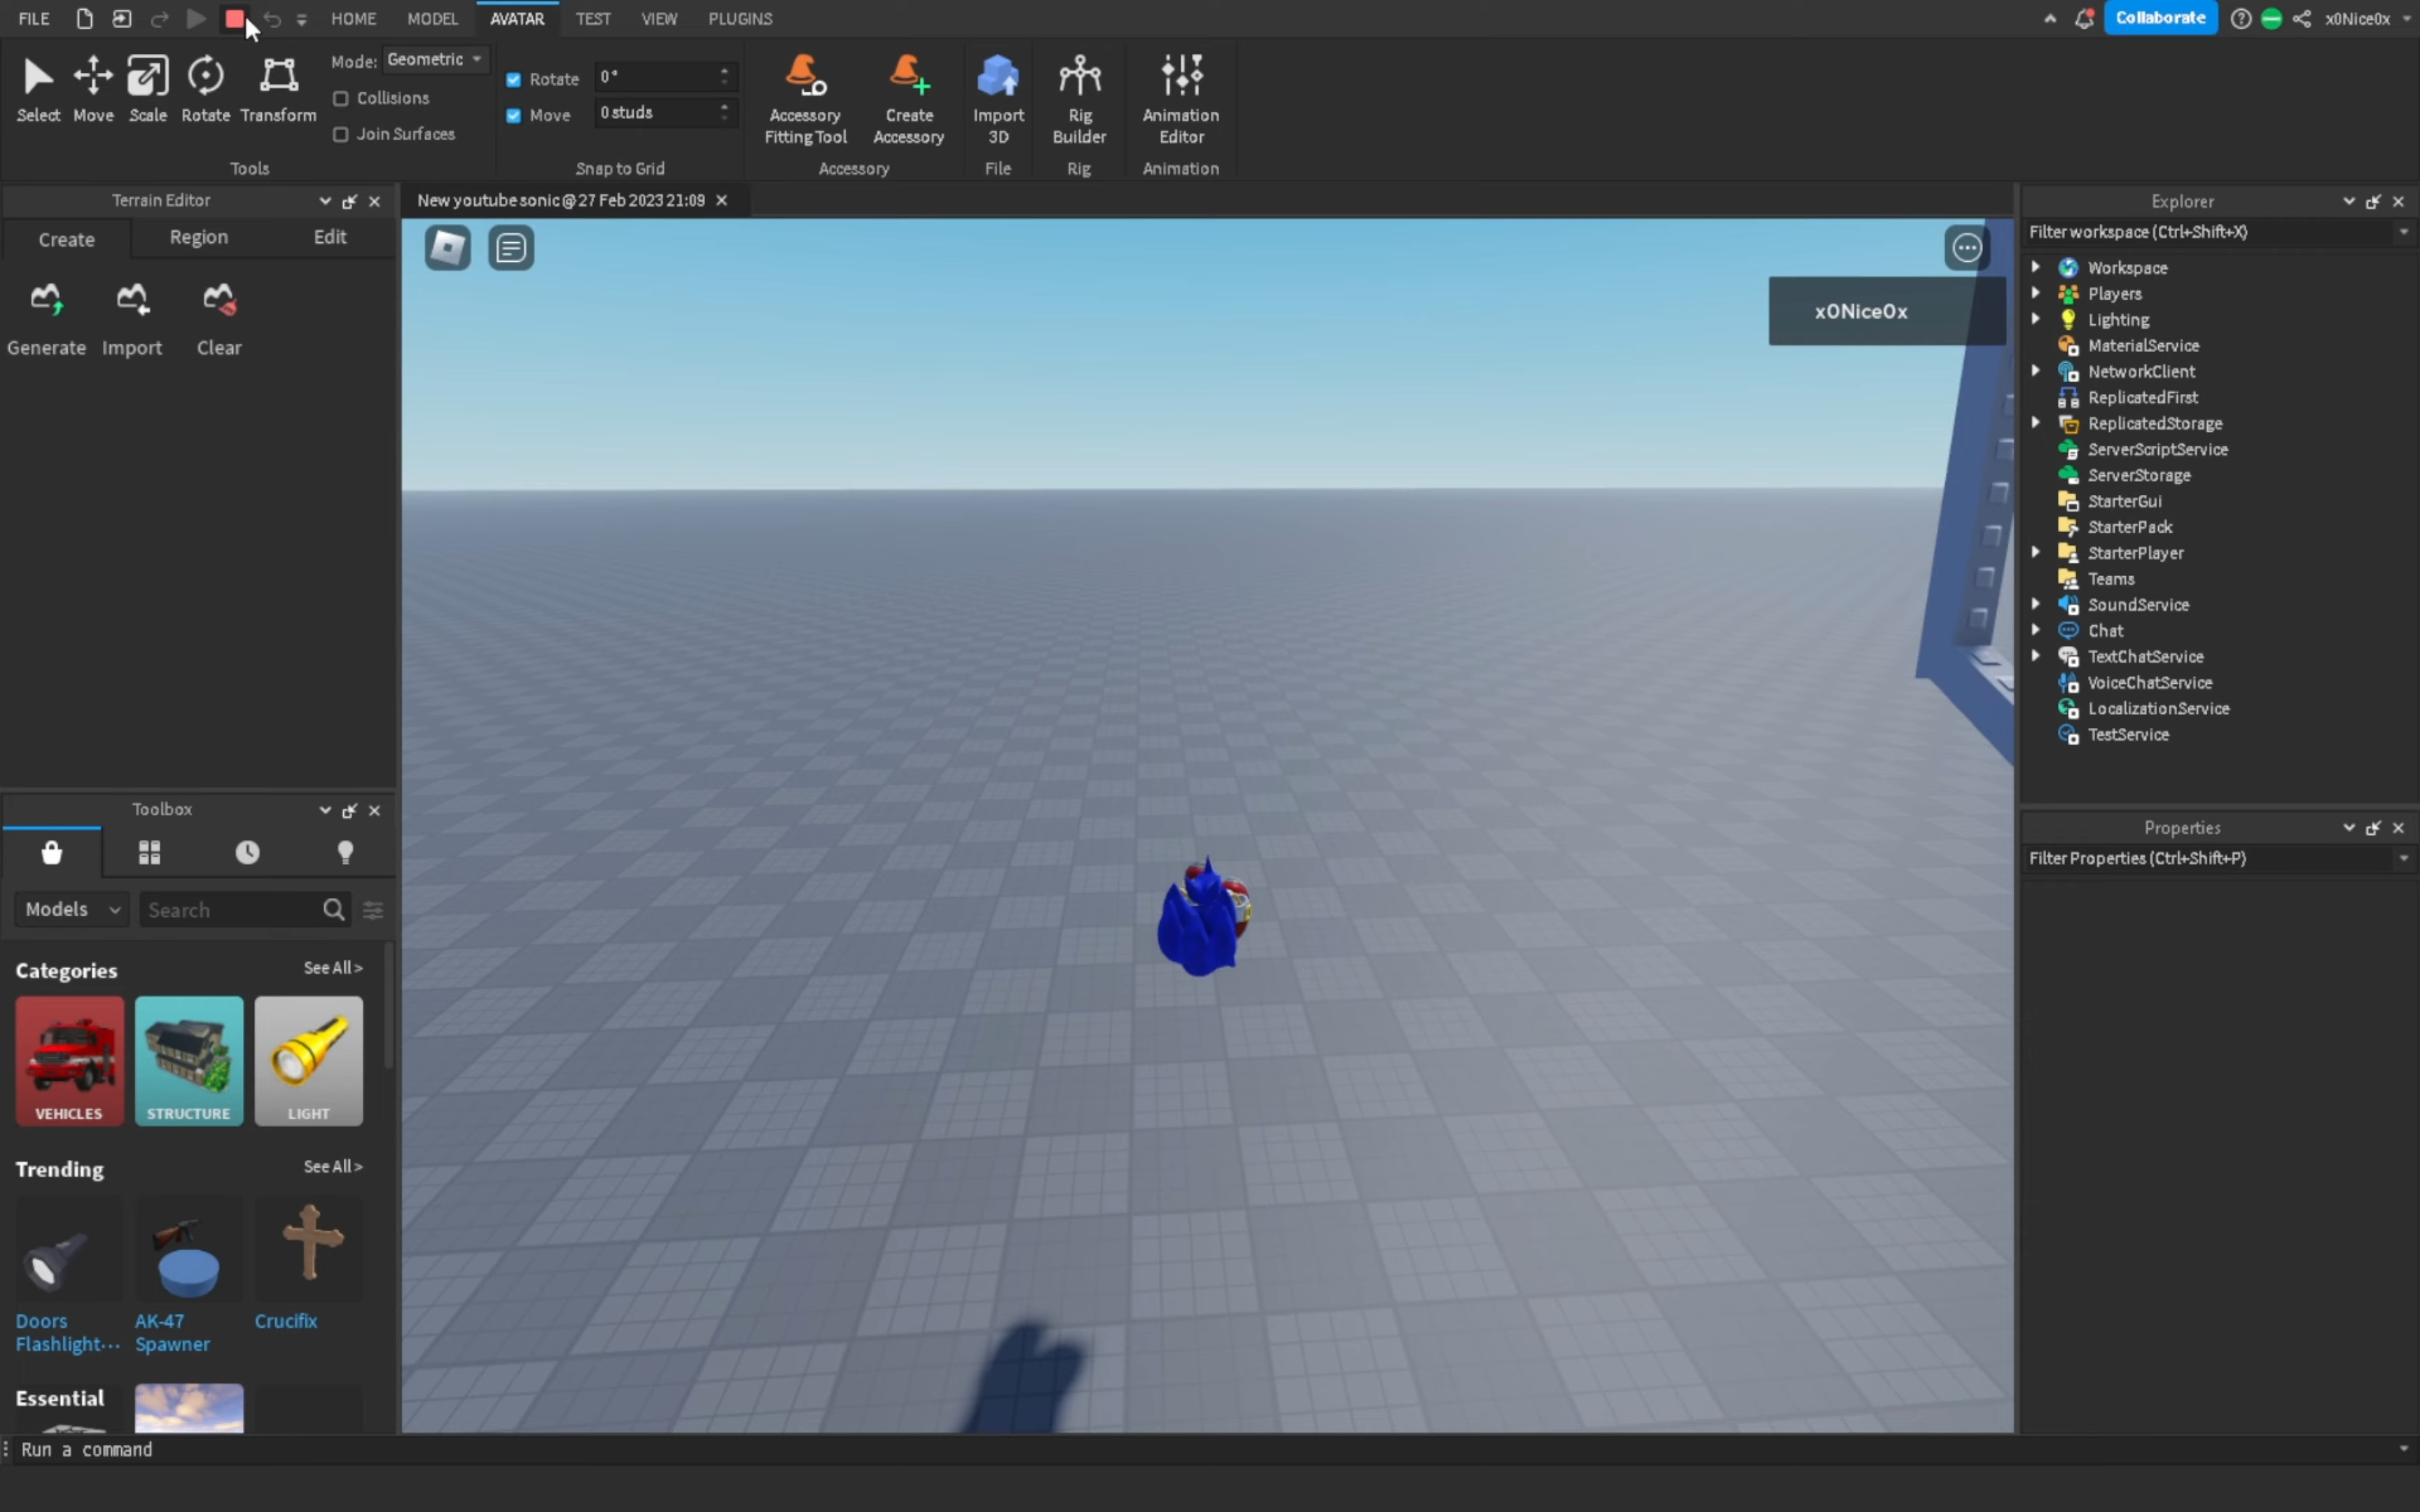 FILE HOME MODEL AVATAR TEST VIEW PLUGINS Collaborate x0Nice0x
Select Move Scale Rotate Transform
Mode: Geometric
Collisions
Join Surfaces
Tools
Rotate 0°
Move 0 studs
Snap to Grid
Accessory
Fitting Tool
Create
Accessory
Accessory
Import
3D
File
Rig
Builder
Rig
Animation
Editor
Animation
Terrain Editor
Create Region Edit
Generate Import Clear
New youtube sonic @ 27 Feb 2023 21:09
x0Nice0x
Explorer
Filter workspace (Ctrl+Shift+X)
Workspace
Players
Lighting
MaterialService
NetworkClient
ReplicatedFirst
ReplicatedStorage
ServerScriptService
ServerStorage
StarterGui
StarterPack
StarterPlayer
Teams
SoundService
Chat
TextChatService
VoiceChatService
LocalizationService
TestService
Toolbox
Models Search
Categories See All >
VEHICLES STRUCTURE LIGHT
Trending See All >
Doors
Flashlight...
AK-47
Spawner
Crucifix
Essential
Properties
Filter Properties (Ctrl+Shift+P)
Run a command